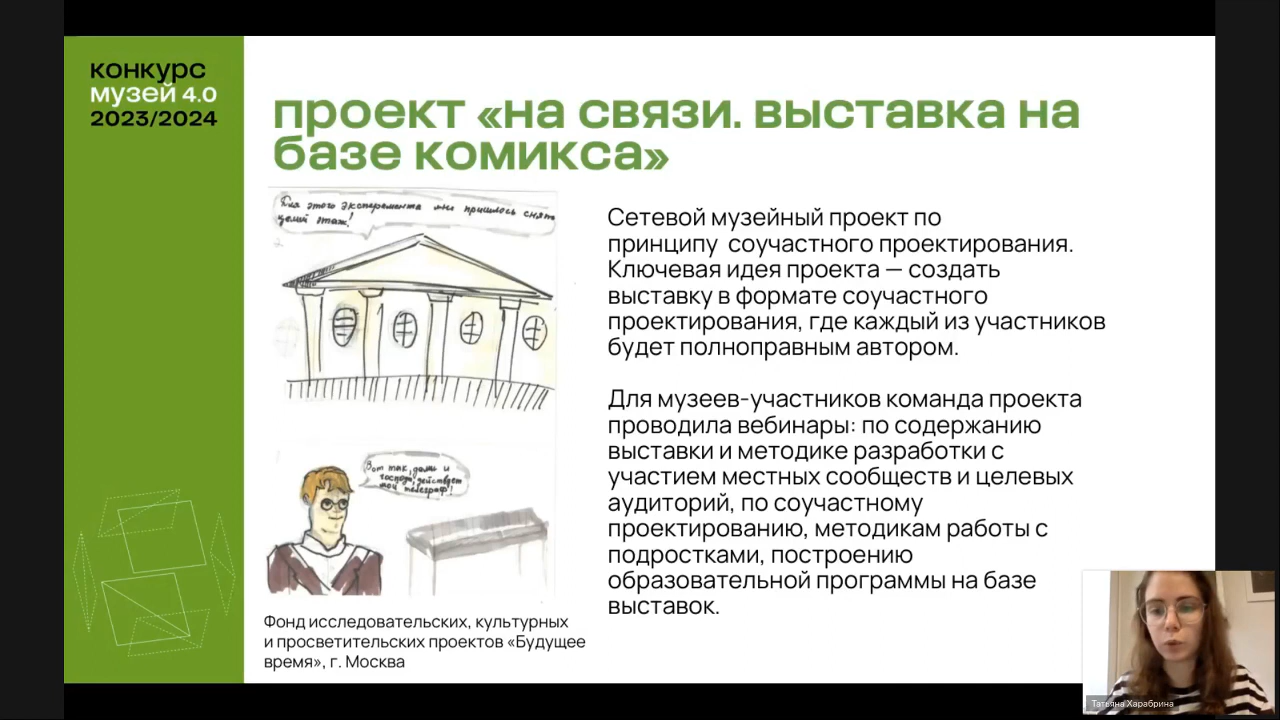 конкурс
музей 4.0
2023/2024
проект «на связи. выставка на
базе комикса»
Для этого эксперемента мне пришлось снять
целый этаж!
Вот так, дамы и
господа, действует
мой телеграф!
Сетевой музейный проект по
принципу соучастного проектирования.
Ключевая идея проекта — создать
выставку в формате соучастного
проектирования, где каждый из участников
будет полноправным автором.
Для музеев-участников команда проекта
проводила вебинары: по содержанию
выставки и методике разработки с
участием местных сообществ и целевых
аудиторий, по соучастному
проектированию, методикам работы с
подростками, построению
образовательной программы на базе
выставок.
Фонд исследовательских, культурных
и просветительских проектов «Будущее
время», г. Москва
Татьяна Харабрина